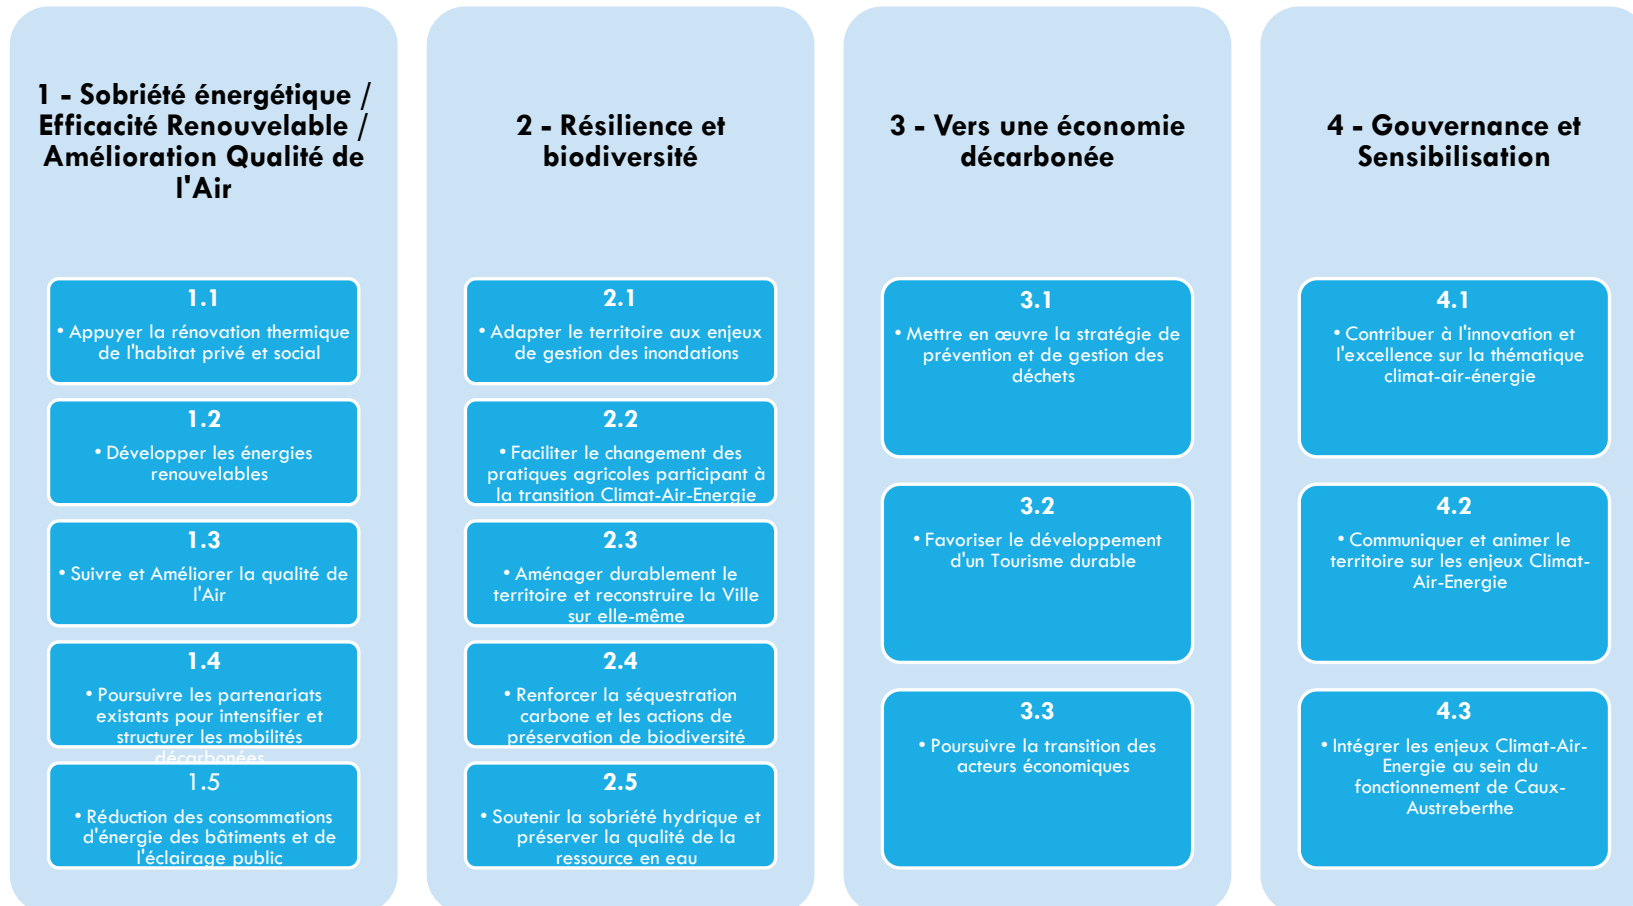 1 - Sobriété énergétique /
Efficacité Renouvelable /
Amélioration Qualité de
l'Air
1.1
• Appuyer la rénovation thermique
de l'habitat privé et social
1.2
• Développer les énergies
renouvelables
1.3
• Suivre et Améliorer la qualité de
l'Air
1.4
• Poursuivre les partenariats
existants pour intensifier et
structurer les mobilités
décarbonées
1.5
• Réduction des consommations
d'énergie des bâtiments et de
l'éclairage public
2 - Résilience et
biodiversité
2.1
• Adapter le territoire aux enjeux
de gestion des inondations
2.2
• Faciliter le changement des
pratiques agricoles participant à
la transition Climat-Air-Energie
2.3
• Aménager durablement le
territoire et reconstruire la Ville
sur elle-même
2.4
• Renforcer la séquestration
carbone et les actions de
préservation de biodiversité
2.5
• Soutenir la sobriété hydrique et
préserver la qualité de la
ressource en eau
3 - Vers une économie
décarbonée
3.1
• Mettre en œuvre la stratégie de
prévention et de gestion des
déchets
3.2
• Favoriser le développement
d'un Tourisme durable
3.3
• Poursuivre la transition des
acteurs économiques
4 - Gouvernance et
Sensibilisation
4.1
• Contribuer à l'innovation et
l'excellence sur la thématique
climat-air-énergie
4.2
• Communiquer et animer le
territoire sur les enjeux Climat-
Air-Energie
4.3
• Intégrer les enjeux Climat-Air-
Energie au sein du
fonctionnement de Caux-
Austreberthe